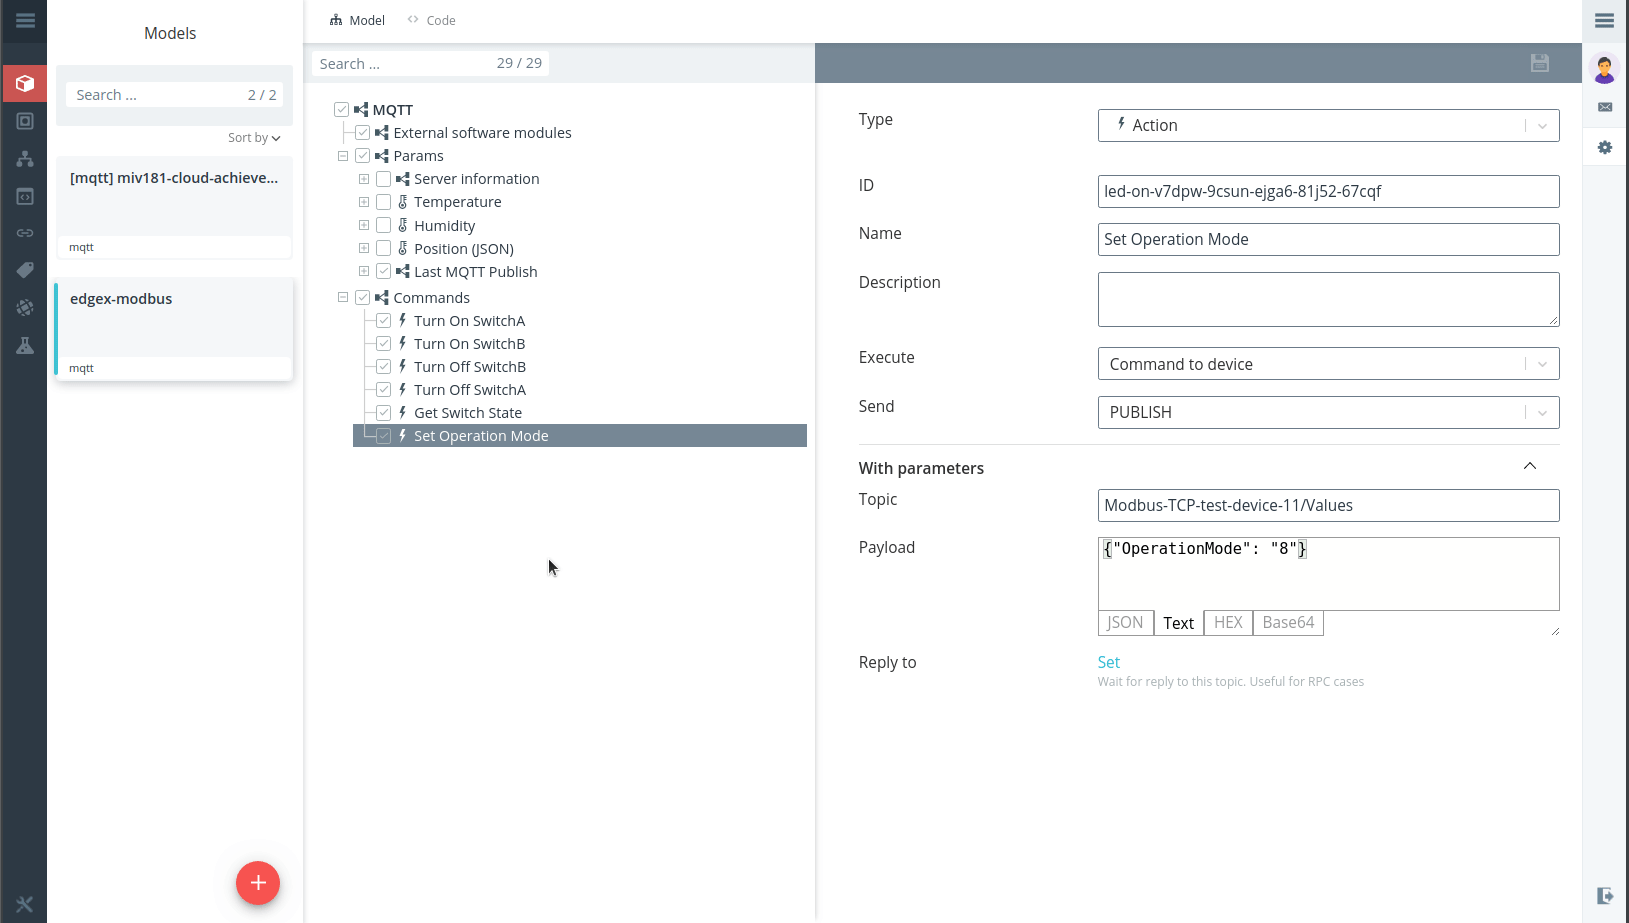 Models
Search ... 2 / 2
Sort by
[mqtt] miv181-cloud-achieve...
mqtt
edgex-modbus
mqtt
Model Code
Search ... 29 / 29
MQTT
External software modules
Params
Server information
Temperature
Humidity
Position (JSON)
Last MQTT Publish
Commands
Turn On SwitchA
Turn On SwitchB
Turn Off SwitchB
Turn Off SwitchA
Get Switch State
Set Operation Mode
Type Action
ID led-on-v7dpw-9csun-ejga6-81j52-67cqf
Name Set Operation Mode
Description
Execute Command to device
Send PUBLISH
With parameters
Topic Modbus-TCP-test-device-11/Values
Payload {"OperationMode": "8"}
JSON Text HEX Base64
Reply to Set
Wait for reply to this topic. Useful for RPC cases